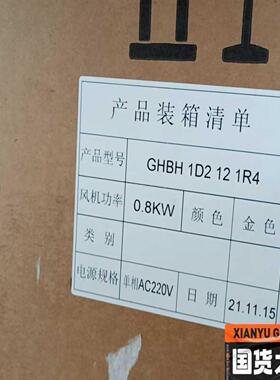 产品装箱清单
产品型号 GHBH 1D2 12 1R4
风机功率 0.8KW 颜色 金色
类别
电源规格 单相AC220V 日期 21.11.15
XIANYU G
国货